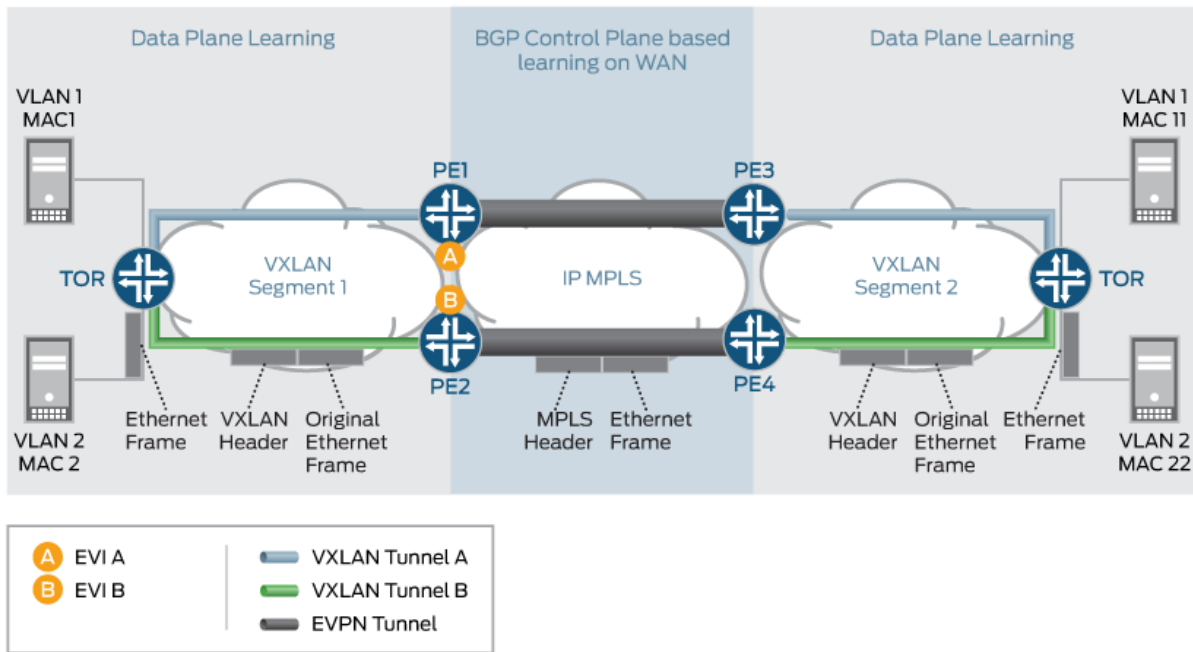 Data Plane Learning
BGP Control Plane based
learning on WAN
Data Plane Learning
VLAN 1
MAC1
VLAN 1
MAC 11
PE1
PE3
A
TOR
VXLAN
Segment 1
IP MPLS
VXLAN
Segment 2
TOR
B
PE2
PE4
VLAN 2
MAC 2
Ethernet
Frame
VXLAN
Header
Original
Ethernet
Frame
MPLS
Header
Ethernet
Frame
VXLAN
Header
Original
Ethernet
Frame
Ethernet
Frame
VLAN 2
MAC 22
A EVI A
B EVI B
VXLAN Tunnel A
VXLAN Tunnel B
EVPN Tunnel